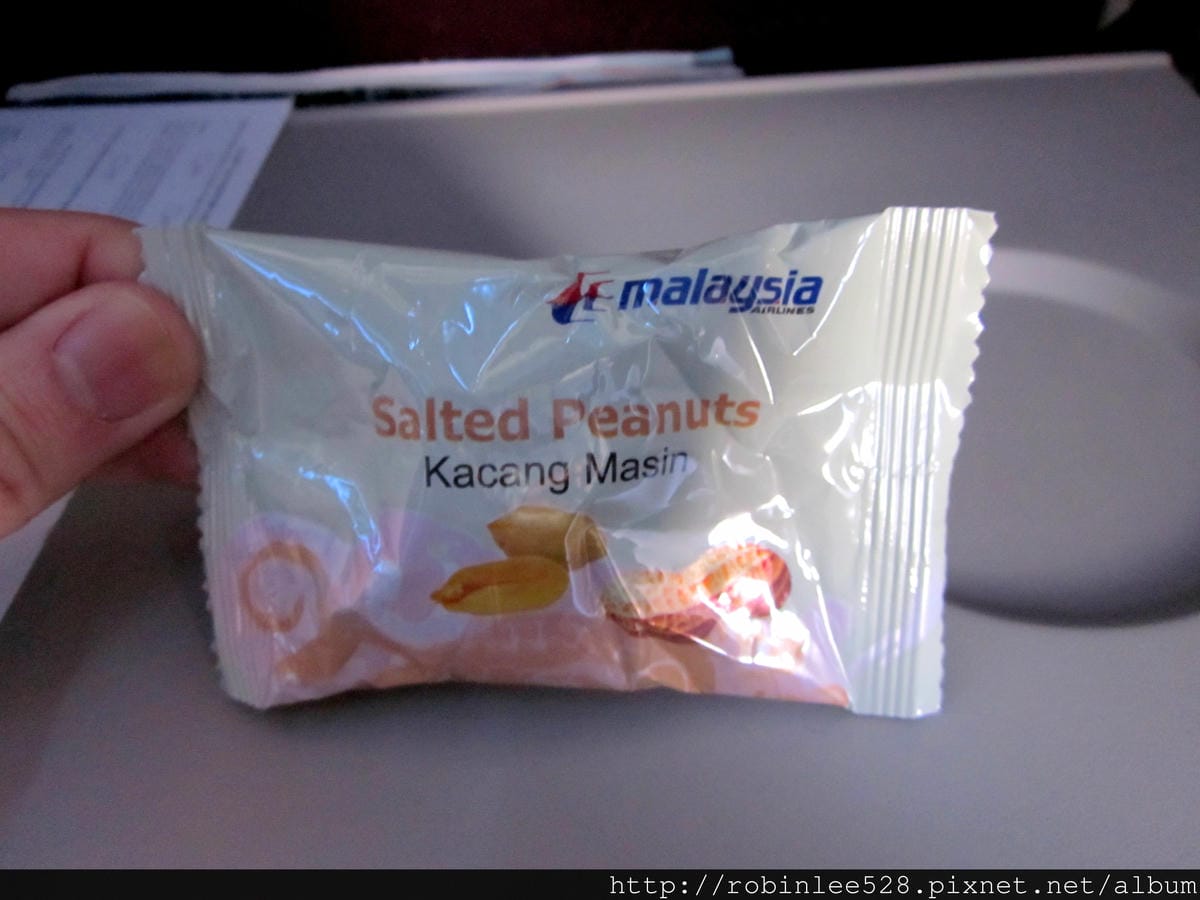 malaysia
AIRLINES
Salted Peanuts
Kacang Masin
http://robinlee528.pixnet.net/album